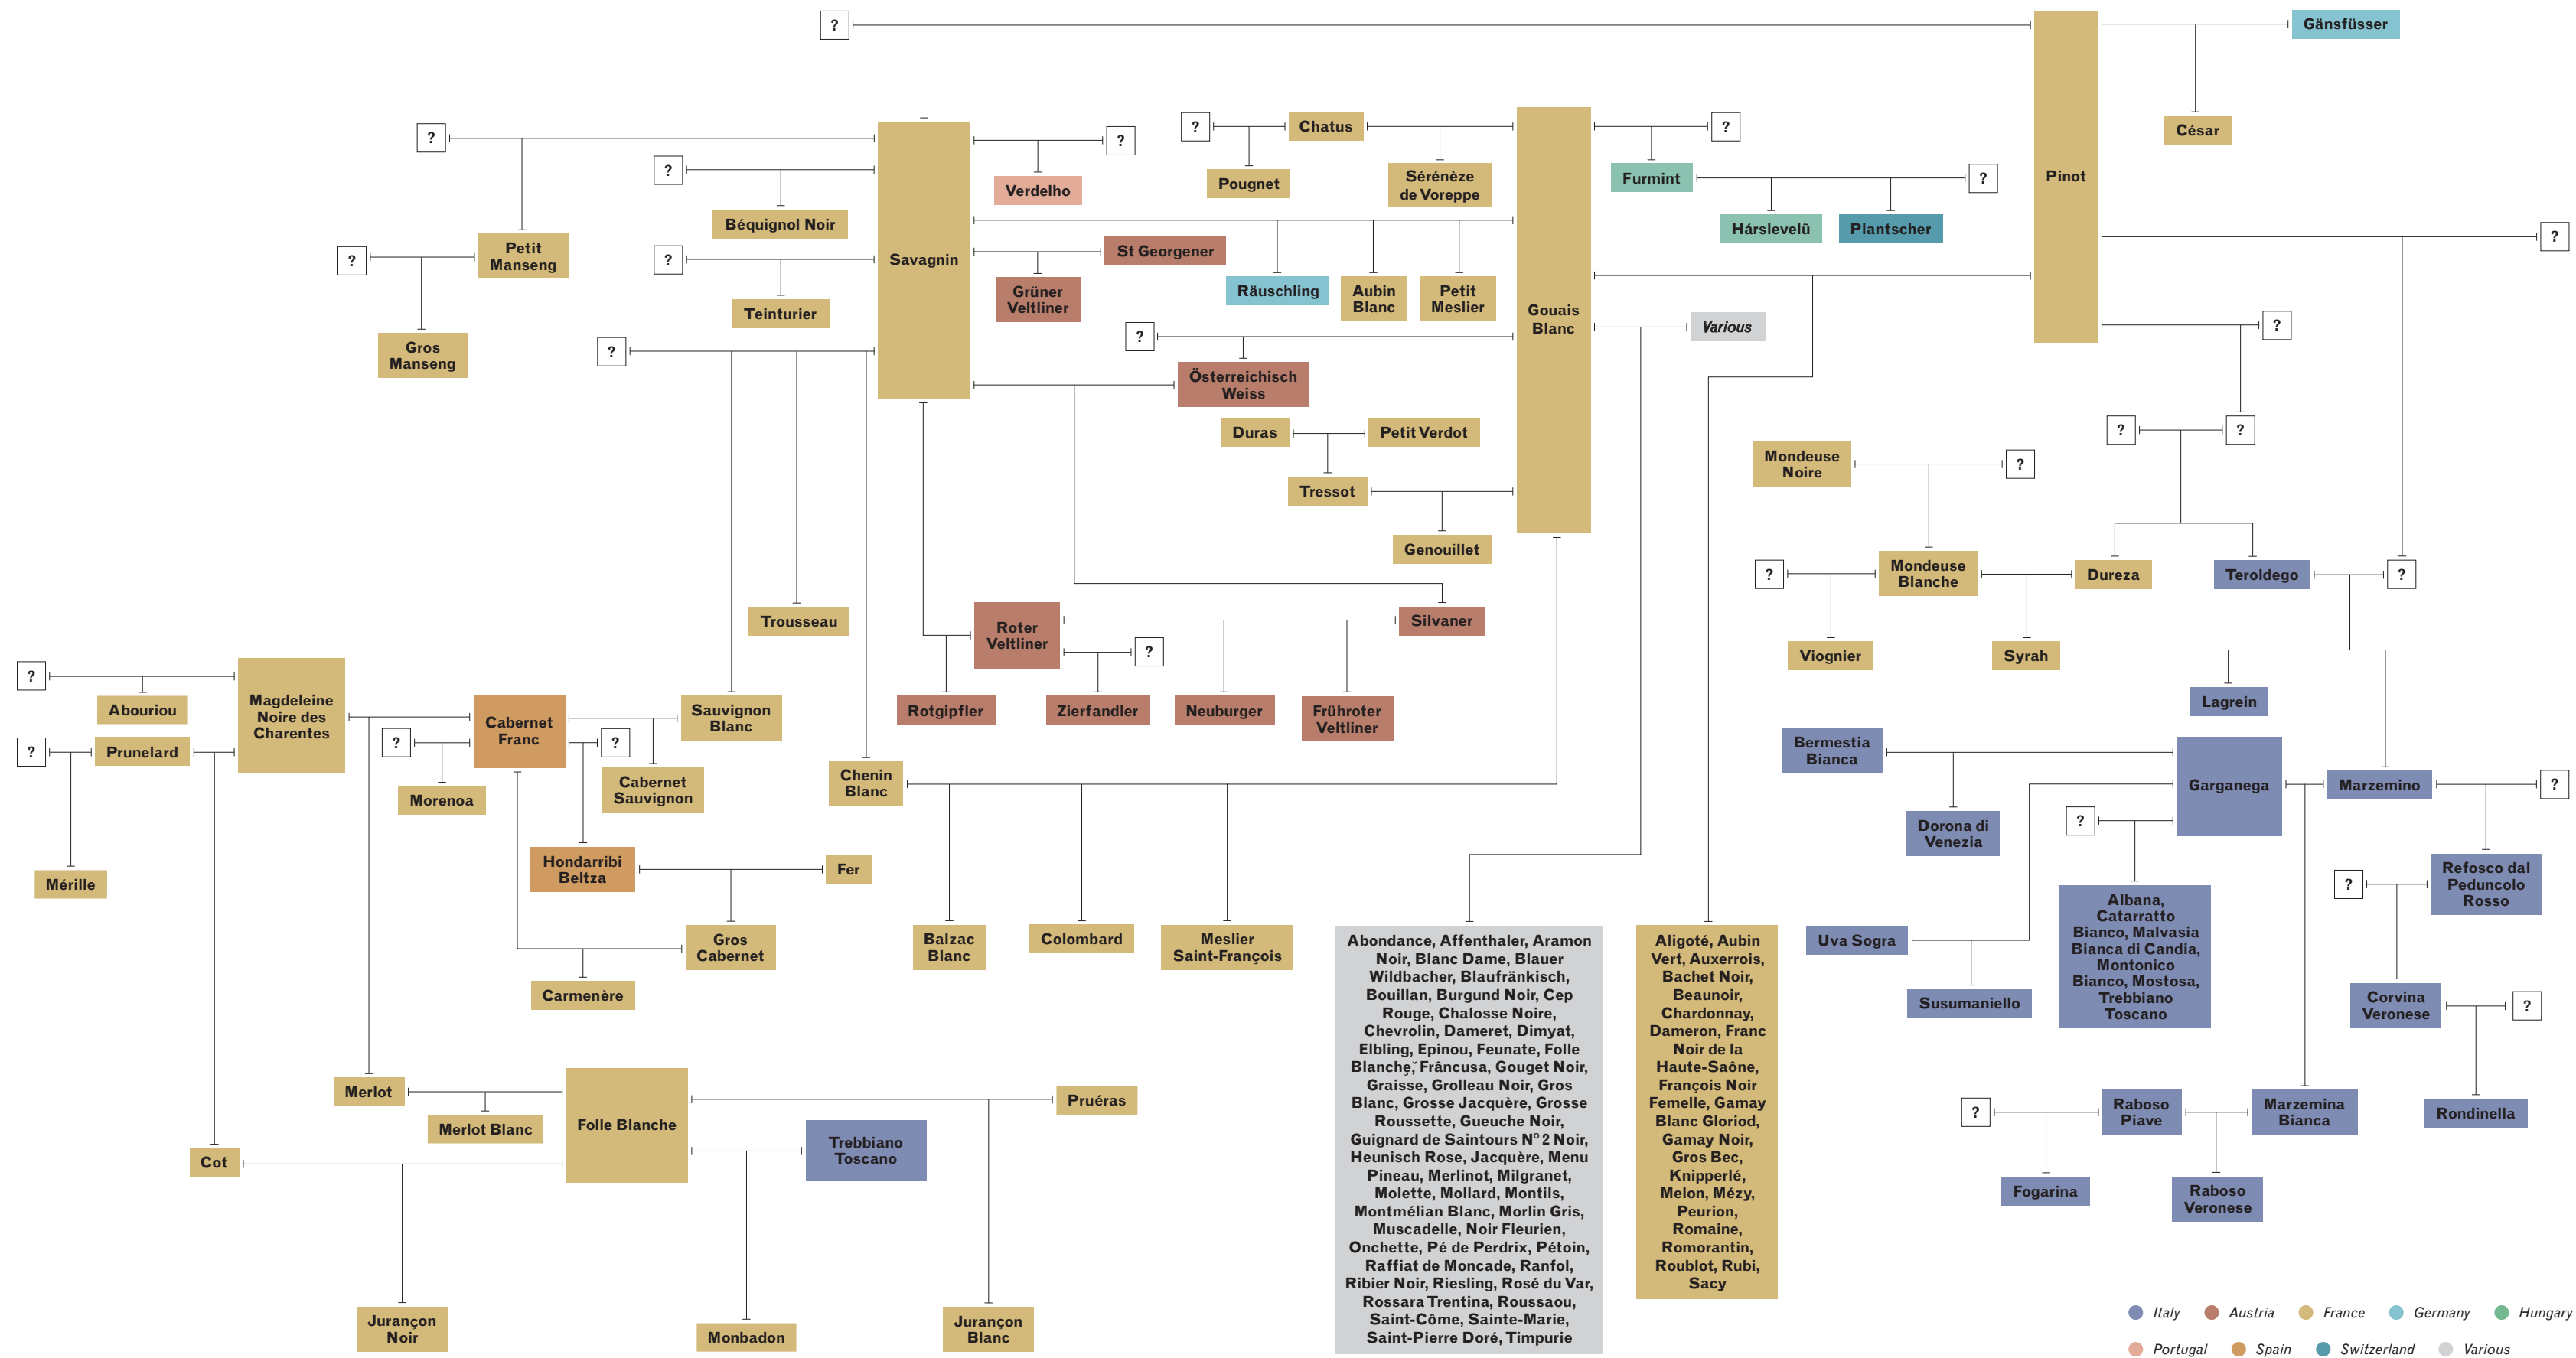 ?
Pinot
Gänsfüsser
César
?
?
Savagnin
Verdelho
?
?
Chatus
Pougnet
Sérénèze
de Voreppe
Gouais
Blanc
?
Furmint
?
Hárslevelü
Plantscher
?
Béquignol Noir
Petit
Manseng
?
Gros
Manseng
?
Teinturier
St Georgener
Grüner
Veltliner
Räuschling
Aubin
Blanc
Petit
Meslier
?
?
Various
?
?
Österreichisch
Weiss
Duras
Petit Verdot
Tressot
Genouillet
?
?
Mondeuse
Noire
?
?
Mondeuse
Blanche
Dureza
Teroldego
?
Viognier
Syrah
Lagrein
Trousseau
Roter
Veltliner
Silvaner
?
Rotgipfler
Zierfandler
Neuburger
Frühroter
Veltliner
?
Abouriou
Magdeleine
Noire des
Charentes
?
Prunelard
Mérille
?
Cabernet
Franc
?
Sauvignon
Blanc
Morenoa
Cabernet
Sauvignon
Chenin
Blanc
Hondarribi
Beltza
Fer
Gros
Cabernet
Carmenère
Balzac
Blanc
Colombard
Meslier
Saint-François
Bermestia
Bianca
Garganega
Marzemino
?
Dorona di
Venezia
?
Refosco dal
Peduncolo
Rosso
?
Uva Sogra
Susumaniello
Albana,
Catarratto
Bianco, Malvasia
Bianca di Candia,
Montonico
Bianco, Mostosa,
Trebbiano
Toscano
Corvina
Veronese
?
Rondinella
?
Raboso
Piave
Marzemina
Bianca
Fogarina
Raboso
Veronese
Merlot
Merlot Blanc
Folle Blanche
Pruéras
Trebbiano
Toscano
Cot
Jurançon
Noir
Monbadon
Jurançon
Blanc
Abondance, Affenthaler, Aramon
Noir, Blanc Dame, Blauer
Wildbacher, Blaufränkisch,
Bouillan, Burgund Noir, Cep
Rouge, Chalosse Noire,
Chevrolin, Dameret, Dimyat,
Elbling, Epinou, Feunate, Folle
Blanche, Frâncusa, Gouget Noir,
Graisse, Grolleau Noir, Gros
Blanc, Grosse Jacquère, Grosse
Roussette, Gueuche Noir,
Guignard de Saintours Nº 2 Noir,
Heunisch Rose, Jacquère, Menu
Pineau, Merlinot, Milgranet,
Molette, Mollard, Montils,
Montmélian Blanc, Morlin Gris,
Muscadelle, Noir Fleurien,
Onchette, Pé de Perdrix, Pétoin,
Raffiat de Moncade, Ranfol,
Ribier Noir, Riesling, Rosé du Var,
Rossara Trentina, Roussaou,
Saint-Côme, Sainte-Marie,
Saint-Pierre Doré, Timpurie
Aligoté, Aubin
Vert, Auxerrois,
Bachet Noir,
Beaunoir,
Chardonnay,
Dameron, Franc
Noir de la
Haute-Saône,
François Noir
Femelle, Gamay
Blanc Gloriod,
Gamay Noir,
Gros Bec,
Knipperlé,
Melon, Mézy,
Peurion,
Romaine,
Romorantin,
Roublot, Rubi,
Sacy
Italy
Austria
France
Germany
Hungary
Portugal
Spain
Switzerland
Various